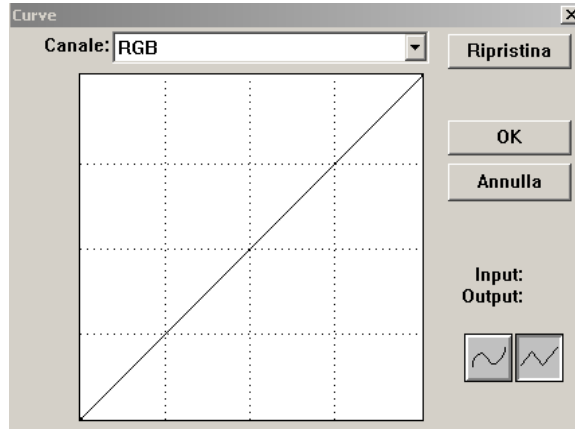 Curve
Canale: RGB
Ripristina
OK
Annulla
Input:
Output: